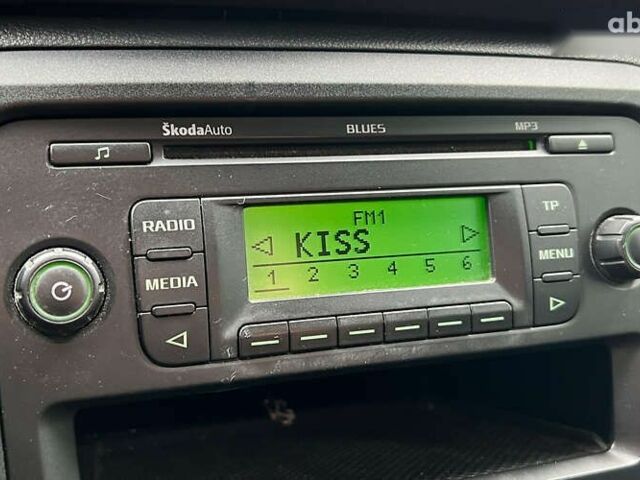 ab
ŠkodaAuto BLUES MP3
RADIO FM1 TP
KISS
MEDIA MENU
1 2 3 4 5 6